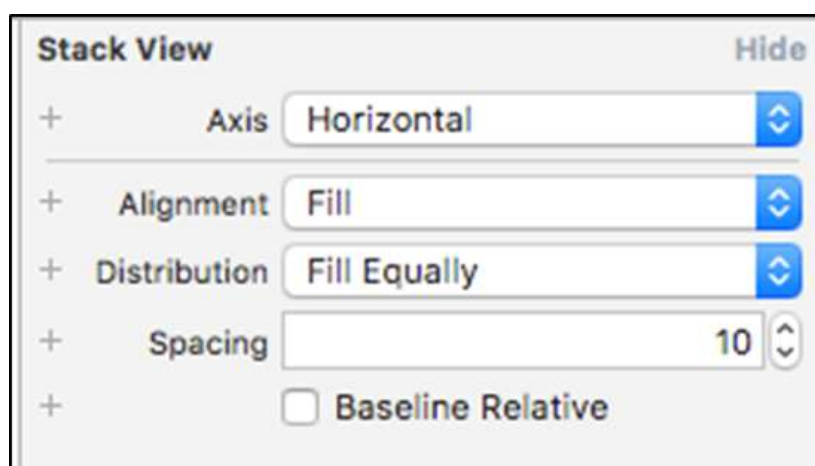 Stack View Hide
+ Axis Horizontal
+ Alignment Fill
+ Distribution Fill Equally
+ Spacing 10
+ Baseline Relative